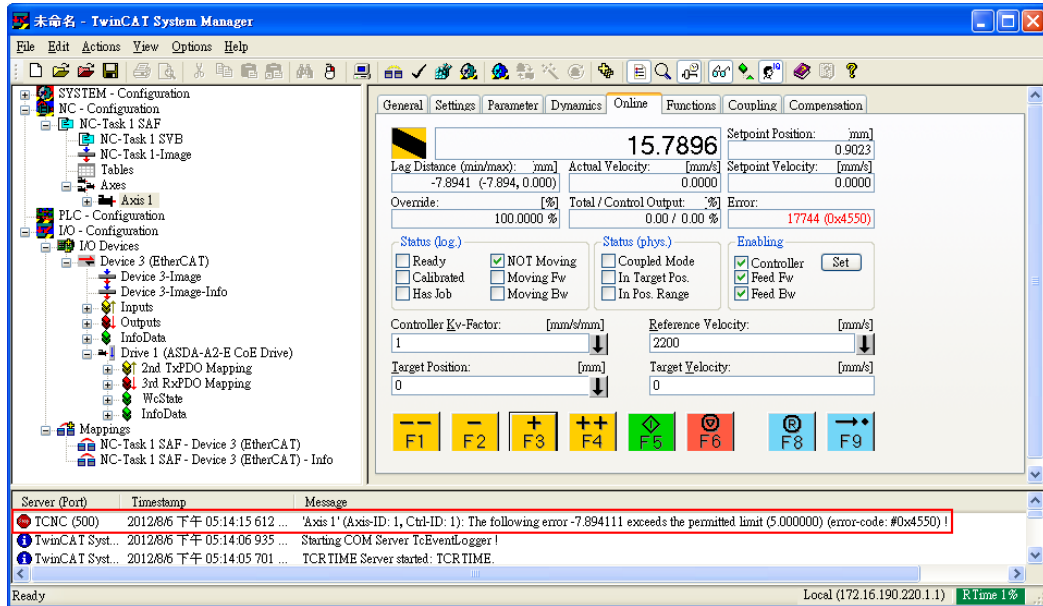 未命名 - TwinCAT System Manager
File Edit Actions View Options Help
SYSTEM - Configuration
NC - Configuration
NC-Task 1 SAF
NC-Task 1 SVB
NC-Task 1-Image
Tables
Axes
Axis 1
PLC - Configuration
I/O - Configuration
I/O Devices
Device 3 (EtherCAT)
Device 3-Image
Device 3-Image-Info
Inputs
Outputs
InfoData
Drive 1 (ASDA-A2-E CoE Drive)
2nd TxPDO Mapping
3rd RxPDO Mapping
WcState
InfoData
Mappings
NC-Task 1 SAF - Device 3 (EtherCAT)
NC-Task 1 SAF - Device 3 (EtherCAT) - Info
General Settings Parameter Dynamics Online Functions Coupling Compensation
15.7896
Setpoint Position: mm]
0.9023
Lag Distance (min/max): mm] Actual Velocity: [mm/s] Setpoint Velocity: [mm/s]
-7.8941 (-7.894, 0.000) 0.0000 0.0000
Override: [%] Total / Control Output: %] Error:
100.0000 % 0.00 / 0.00 % 17744 (0x4550)
Status (log.) Status (phys.) Enabling
Ready NOT Moving Coupled Mode Controller Set
Calibrated Moving Fw In Target Pos. Feed Fw
Has Job Moving Bw In Pos. Range Feed Bw
Controller Kv-Factor: [mm/s/mm] Reference Velocity: [mm/s]
1 2200
Target Position: [mm] Target Velocity: [mm/s]
0 0
-- - + ++ R
F1 F2 F3 F4 F5 F6 F8 F9
Server (Port) Timestamp Message
TCNC (500) 2012/8/6 下午 05:14:15 612 ... 'Axis 1' (Axis-ID: 1, Ctrl-ID: 1): The following error -7.894111 exceeds the permitted limit (5.000000) (error-code: #0x4550) !
TwinCAT Syst... 2012/8/6 下午 05:14:06 935 ... Starting COM Server TcEventLogger !
TwinCAT Syst... 2012/8/6 下午 05:14:05 701 ... TCRTIME Server started: TCRTIME.
Ready Local (172.16.190.220.1.1) RTime 1%